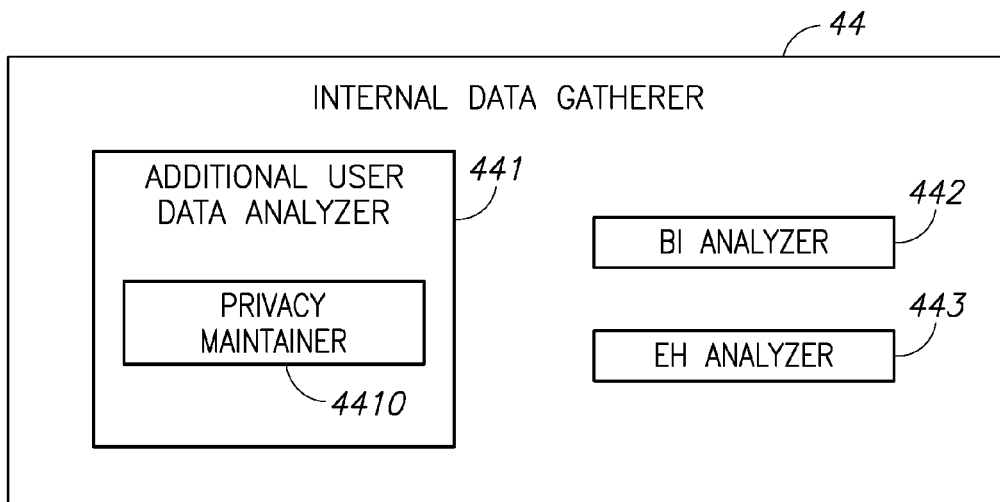 44
INTERNAL DATA GATHERER
ADDITIONAL USER
DATA ANALYZER
441
PRIVACY
MAINTAINER
4410
442
BI ANALYZER
443
EH ANALYZER